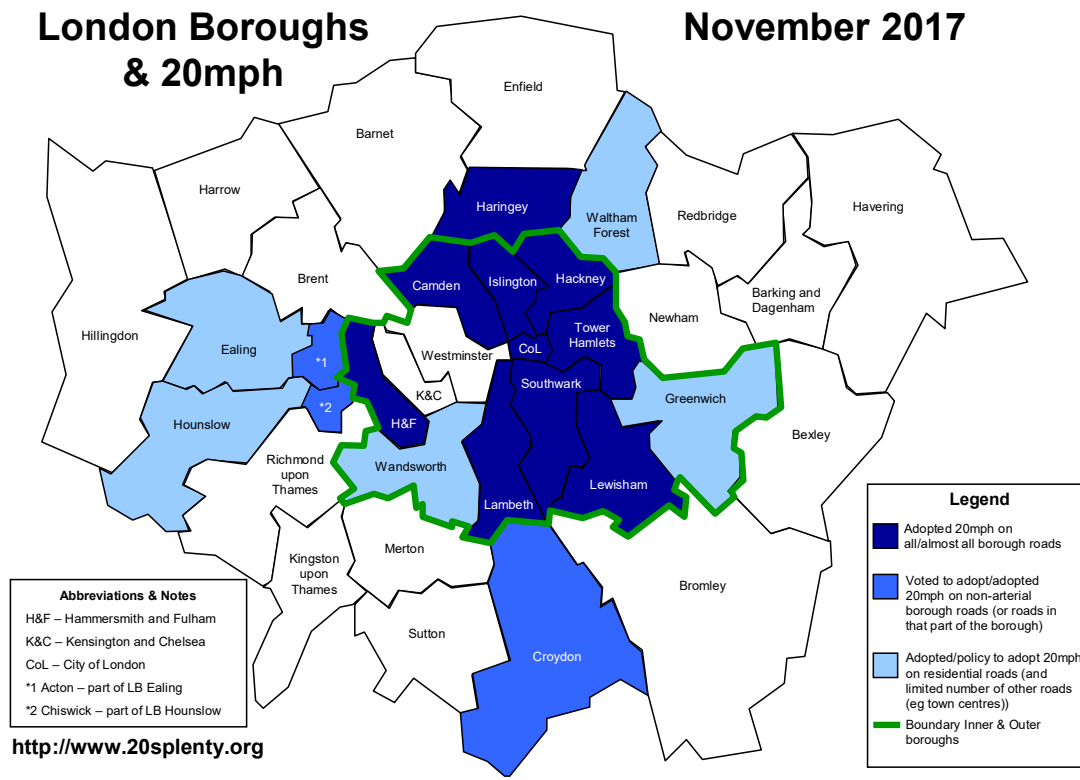 London Boroughs
& 20mph
November 2017
Enfield
Barnet
Harrow
Haringey
Waltham
Forest
Redbridge
Havering
Brent
Camden
Islington
Hackney
Barking and
Dagenham
Hillingdon
Ealing
*1
Newham
Tower
Hamlets
CoL
Westminster
Southwark
K&C
Greenwich
*2
Hounslow
H&F
Bexley
Richmond
upon
Thames
Wandsworth
Lewisham
Lambeth
Merton
Kingston
upon
Thames
Bromley
Sutton
Croydon
Legend
Adopted 20mph on
all/almost all borough roads
Voted to adopt/adopted
20mph on non-arterial
borough roads (or roads in
that part of the borough)
Adopted/policy to adopt 20mph
on residential roads (and
limited number of other roads
(eg town centres))
Boundary Inner & Outer
boroughs
Abbreviations & Notes
H&F – Hammersmith and Fulham
K&C – Kensington and Chelsea
CoL – City of London
*1 Acton – part of LB Ealing
*2 Chiswick – part of LB Hounslow
http://www.20splenty.org